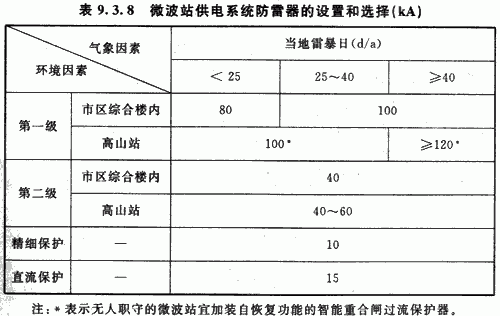 表 9.3.8 微波站供电系统防雷器的设置和选择(kA)
气象因素
环境因素
当地雷暴日(d/a)
<25 25~40 ≥40
第一级 市区综合楼内 80 100
高山站 100* ≥120*
第二级 市区综合楼内 40
高山站 40~60
精细保护 — 10
直流保护 — 15
注:*表示无人职守的微波站宜加装自恢复功能的智能重合闸过流保护器。